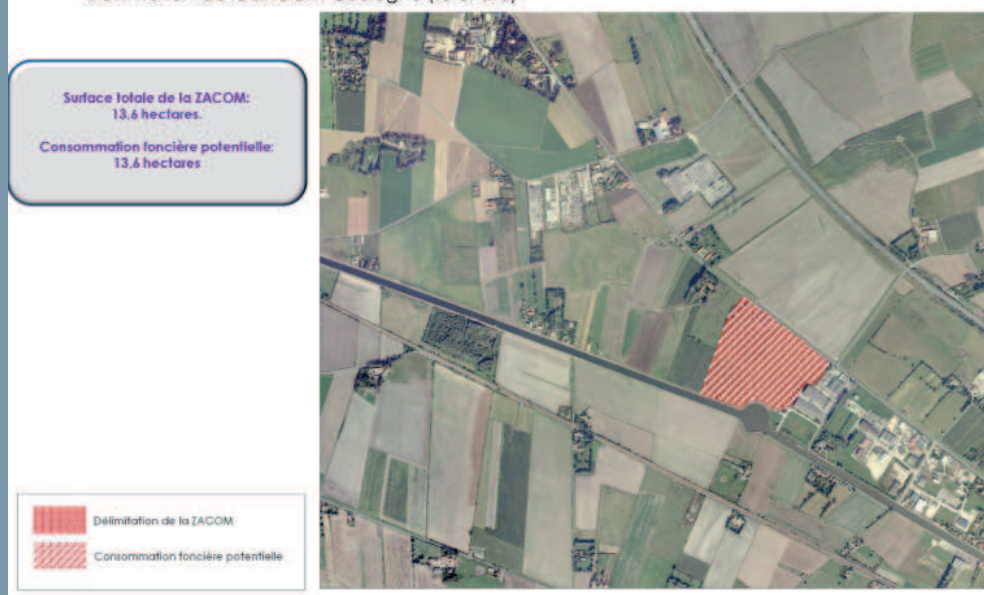 Surface totale de la ZACOM:
13,6 hectares.
Consommation foncière potentielle:
13,6 hectares
Délimitation de la ZACOM
Consommation foncière potentielle